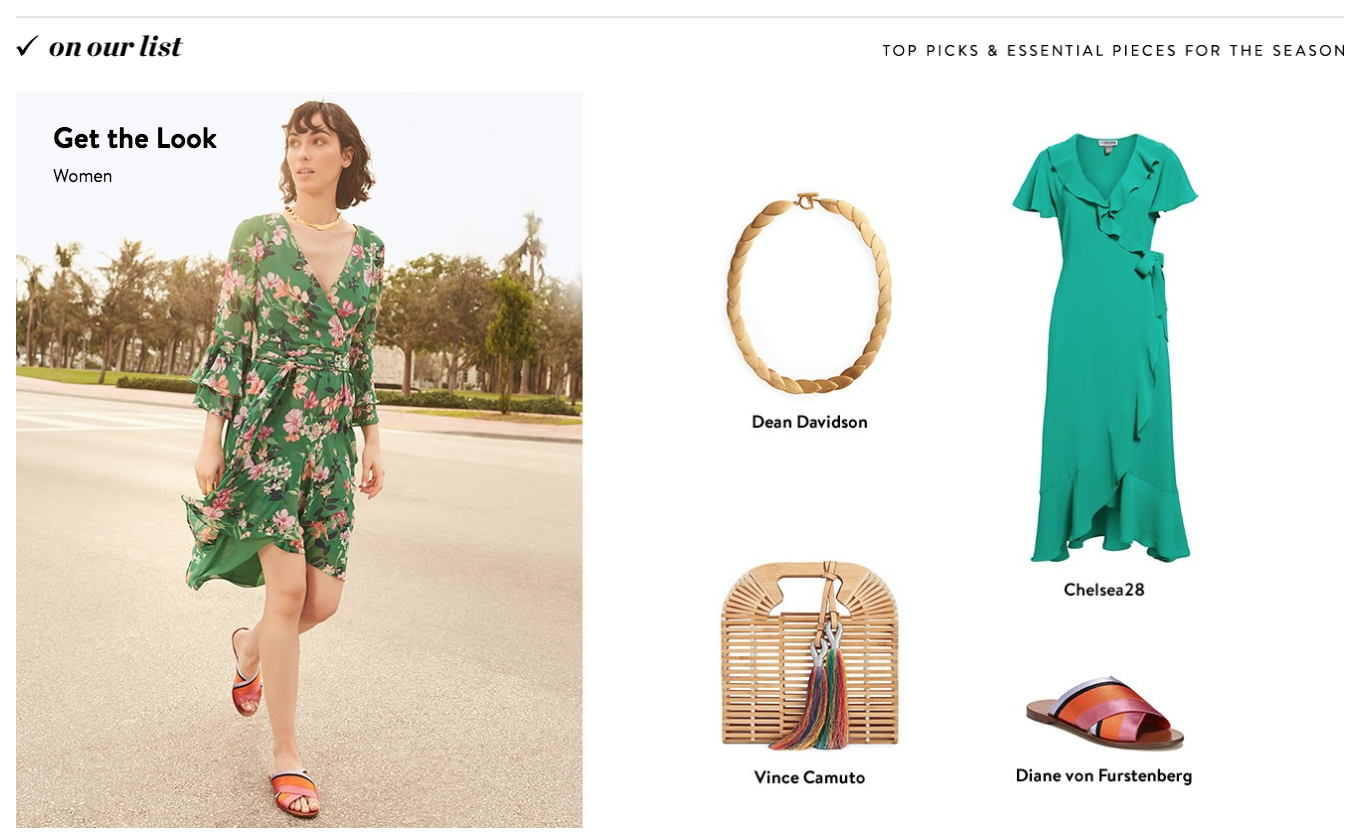 ✓ on our list
TOP PICKS & ESSENTIAL PIECES FOR THE SEASON
Get the Look
Women
Dean Davidson
Chelsea28
Vince Camuto
Diane von Furstenberg